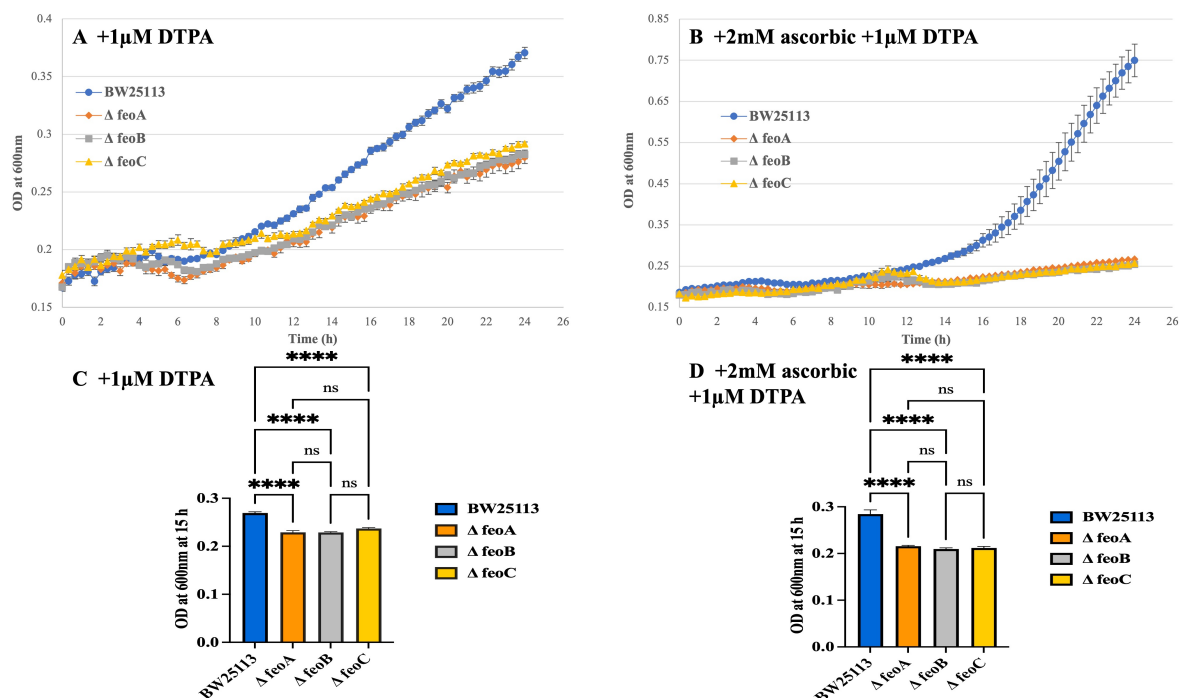 A +1µM DTPA
0.4
0.35
0.3
0.25
0.2
0.15
OD at 600nm
BW25113
Δ feoA
Δ feoB
Δ feoC
0 2 4 6 8 10 12 14 16 18 20 22 24 26
Time (h)
B +2mM ascorbic +1µM DTPA
0.85
0.75
0.65
0.55
0.45
0.35
0.25
0.15
OD at 600nm
BW25113
Δ feoA
Δ feoB
Δ feoC
0 2 4 6 8 10 12 14 16 18 20 22 24 26
Time (h)
C +1µM DTPA
****
ns
****
ns
****
ns
0.3
0.2
0.1
0.0
OD at 600nm at 15 h
BW25113
Δ feoA
Δ feoB
Δ feoC
BW25113
Δ feoA
Δ feoB
Δ feoC
D +2mM ascorbic
+1µM DTPA
****
ns
****
ns
****
ns
0.3
0.2
0.1
0.0
OD at 600nm at 15 h
BW25113
Δ feoA
Δ feoB
Δ feoC
BW25113
Δ feoA
Δ feoB
Δ feoC